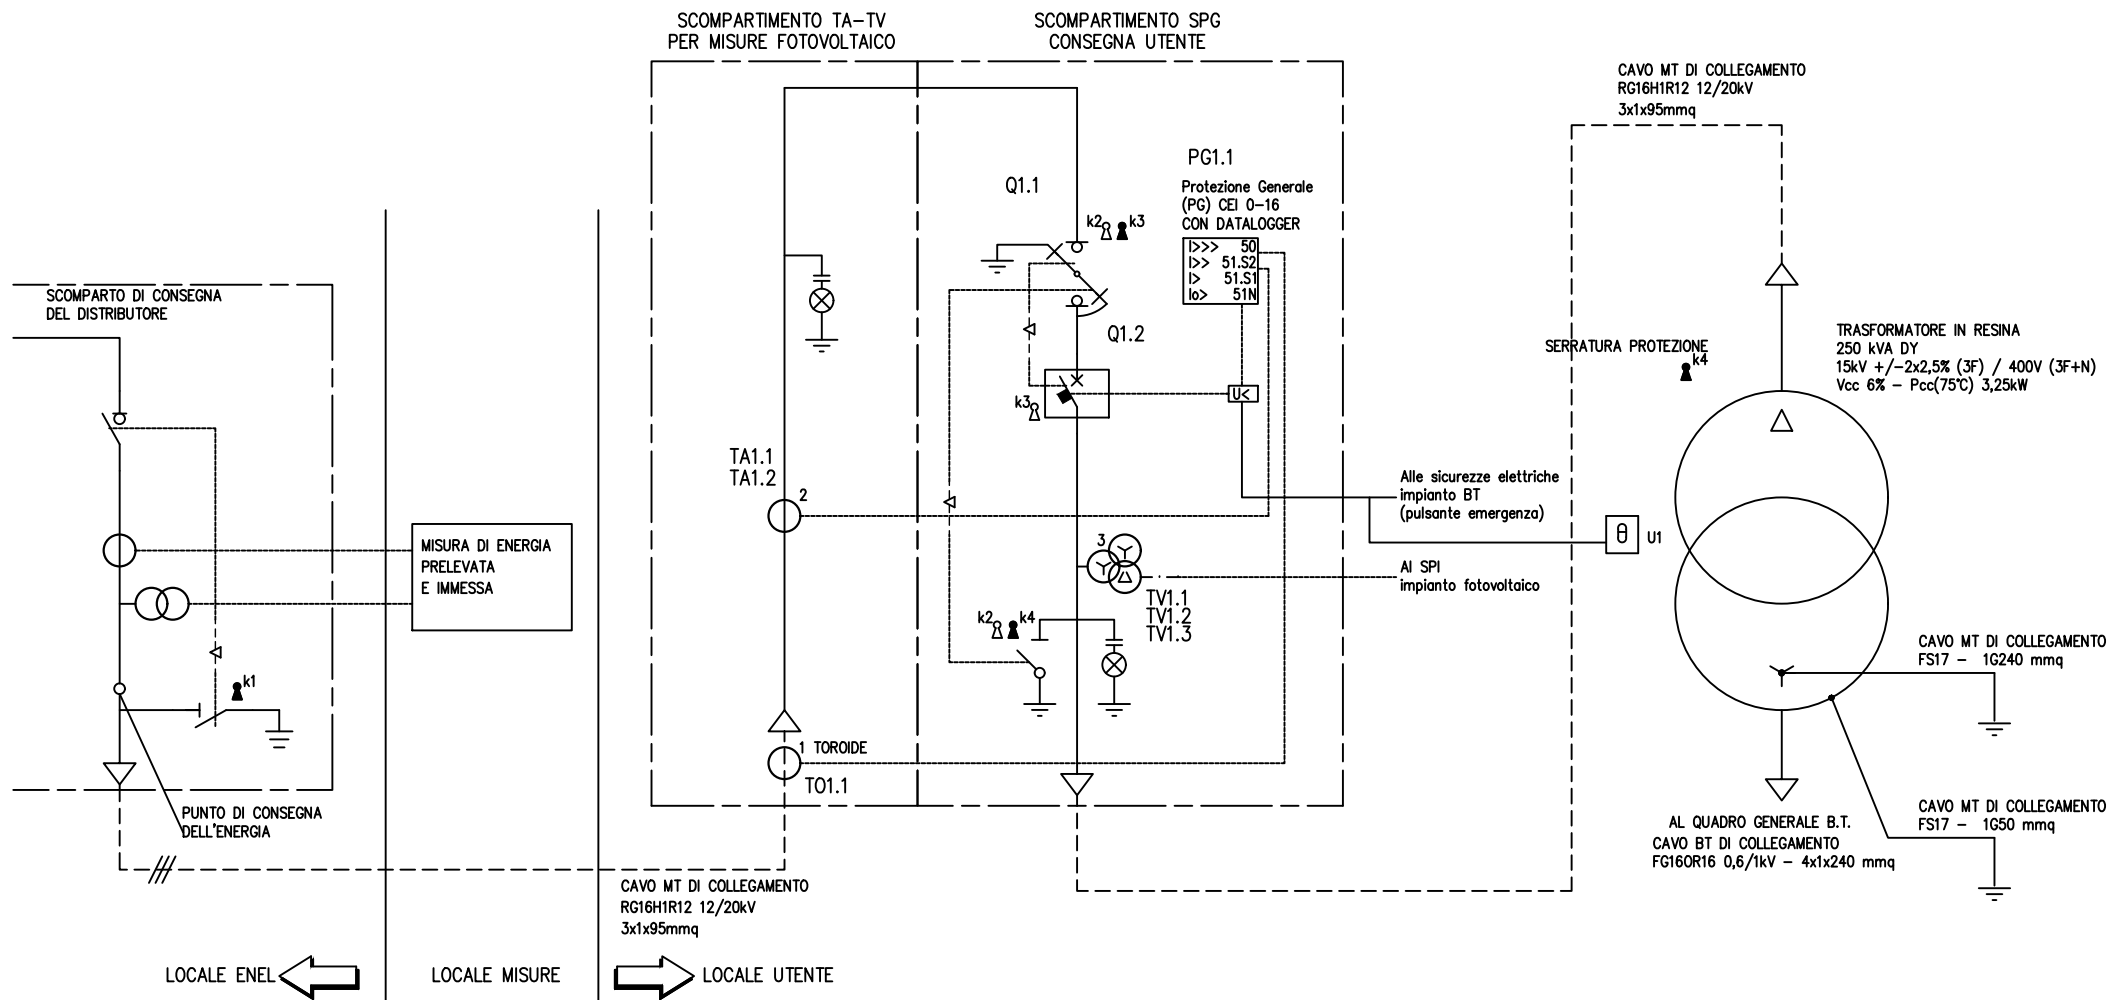 SCOMPARTIMENTO TA-TV
PER MISURE FOTOVOLTAICO
SCOMPARTIMENTO SPG
CONSEGNA UTENTE
CAVO MT DI COLLEGAMENTO
RG16H1R12 12/20kV
3x1x95mmq
PG1.1
Protezione Generale
(PG) CEI 0-16
CON DATALOGGER
I>>> 50
I>> 51.S2
I> 51.S1
Io> 51N
Q1.1
k2
k3
Q1.2
k3
U<
SCOMPARTO DI CONSEGNA
DEL DISTRIBUTORE
SERRATURA PROTEZIONE
k4
TRASFORMATORE IN RESINA
250 kVA DY
15kV +/-2x2,5% (3F) / 400V (3F+N)
Vcc 6% - Pcc(75°C) 3,25kW
TA1.1
TA1.2
2
Alle sicurezze elettriche
impianto BT
(pulsante emergenza)
θ
U1
MISURA DI ENERGIA
PRELEVATA
E IMMESSA
3
Al SPI
impianto fotovoltaico
TV1.1
TV1.2
TV1.3
k2
k4
k1
CAVO MT DI COLLEGAMENTO
FS17 - 1G240 mmq
1 TOROIDE
TO1.1
PUNTO DI CONSEGNA
DELL'ENERGIA
AL QUADRO GENERALE B.T.
CAVO BT DI COLLEGAMENTO
FG16OR16 0,6/1kV - 4x1x240 mmq
CAVO MT DI COLLEGAMENTO
FS17 - 1G50 mmq
CAVO MT DI COLLEGAMENTO
RG16H1R12 12/20kV
3x1x95mmq
LOCALE ENEL
LOCALE MISURE
LOCALE UTENTE